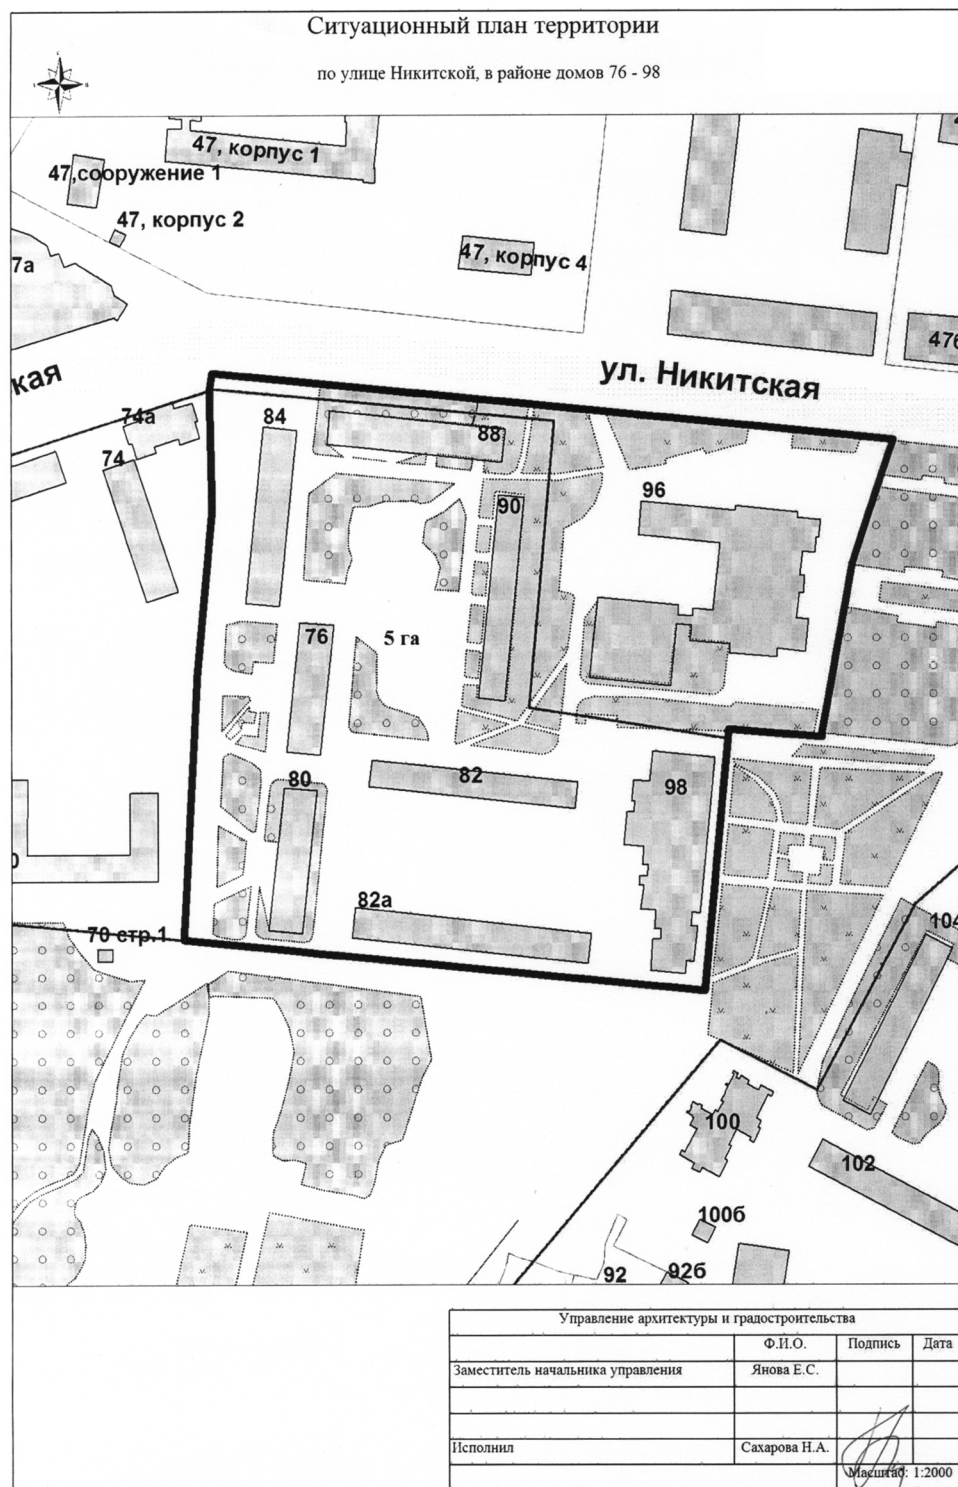 Ситуационный план территории
по улице Никитской, в районе домов 76 - 98
47, корпус 1
47,сооружение 1
47, корпус 2
47, корпус 4
7а
476
кая
ул. Никитская
74а
84
88
74
96
90
76
5 га
80
82
98
82а
70 стр.1
104
100
102
100б
92
92б
Управление архитектуры и градостроительства
Ф.И.О.
Подпись
Дата
Заместитель начальника управления
Янова Е.С.
Исполнил
Сахарова Н.А.
Масштаб: 1:2000